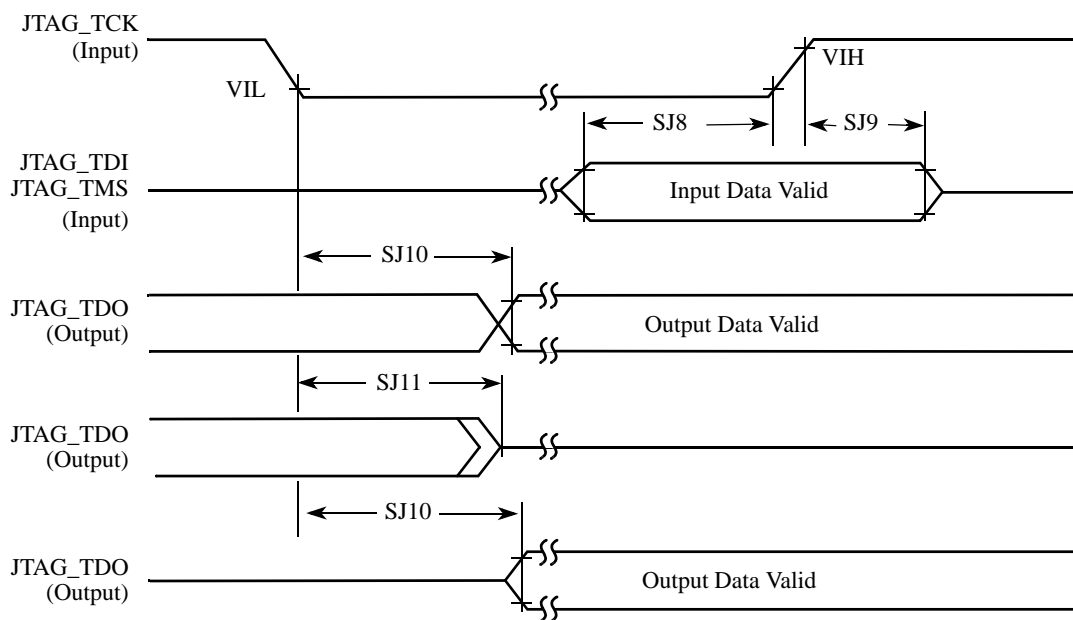 JTAG_TCK
(Input)
VIL
VIH
SJ8
SJ9
JTAG_TDI
JTAG_TMS
(Input)
Input Data Valid
SJ10
JTAG_TDO
(Output)
Output Data Valid
SJ11
JTAG_TDO
(Output)
SJ10
JTAG_TDO
(Output)
Output Data Valid